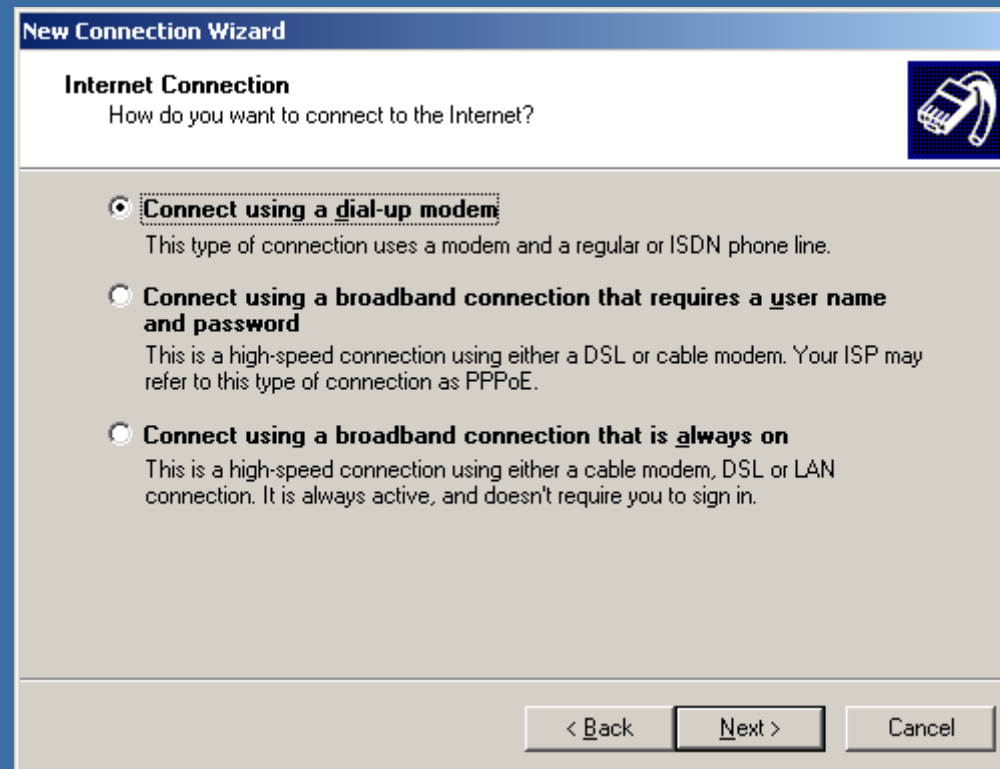 New Connection Wizard
Internet Connection
How do you want to connect to the Internet?
Connect using a dial-up modem
This type of connection uses a modem and a regular or ISDN phone line.
Connect using a broadband connection that requires a user name
and password
This is a high-speed connection using either a DSL or cable modem. Your ISP may
refer to this type of connection as PPPoE.
Connect using a broadband connection that is always on
This is a high-speed connection using either a cable modem, DSL or LAN
connection. It is always active, and doesn't require you to sign in.
< Back Next > Cancel